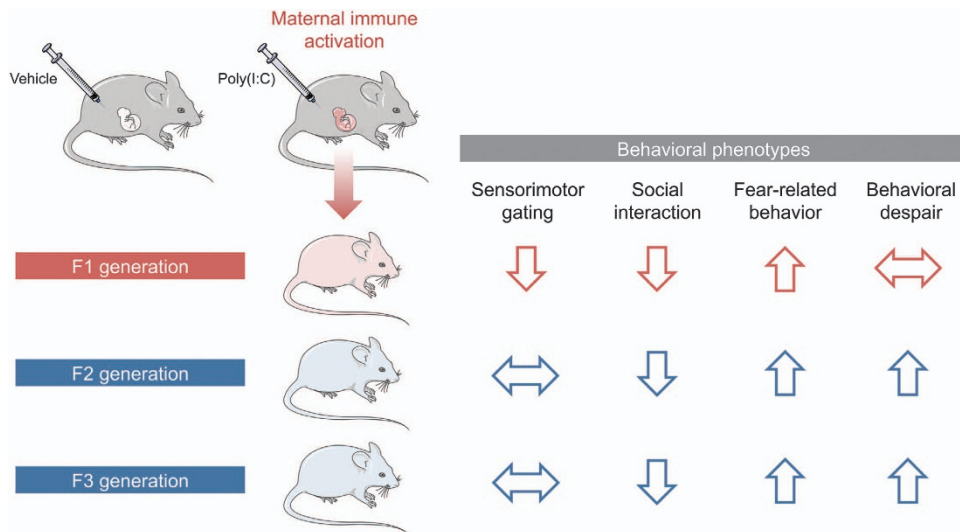 Maternal immune
activation
Vehicle
Poly(I:C)
Behavioral phenotypes
Sensorimotor
gating
Social
interaction
Fear-related
behavior
Behavioral
despair
F1 generation
F2 generation
F3 generation